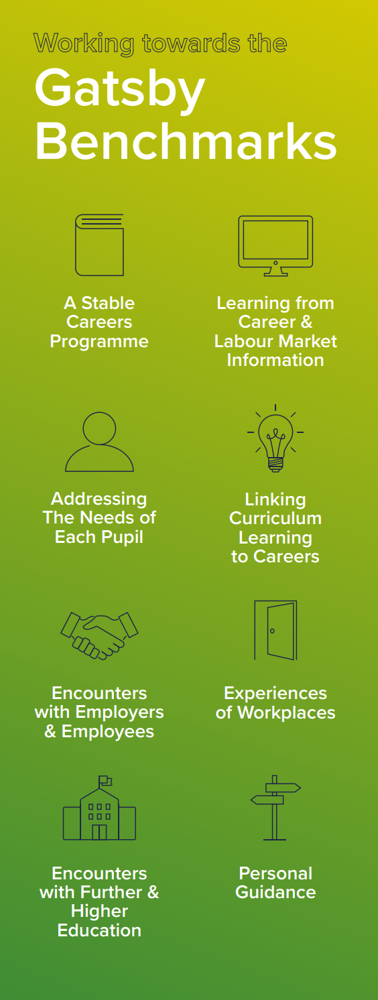 Working towards the
Gatsby
Benchmarks
A Stable
Careers
Programme
Learning from
Career &
Labour Market
Information
Addressing
The Needs of
Each Pupil
Linking
Curriculum
Learning
to Careers
Encounters
with Employers
& Employees
Experiences
of Workplaces
Encounters
with Further &
Higher
Education
Personal
Guidance